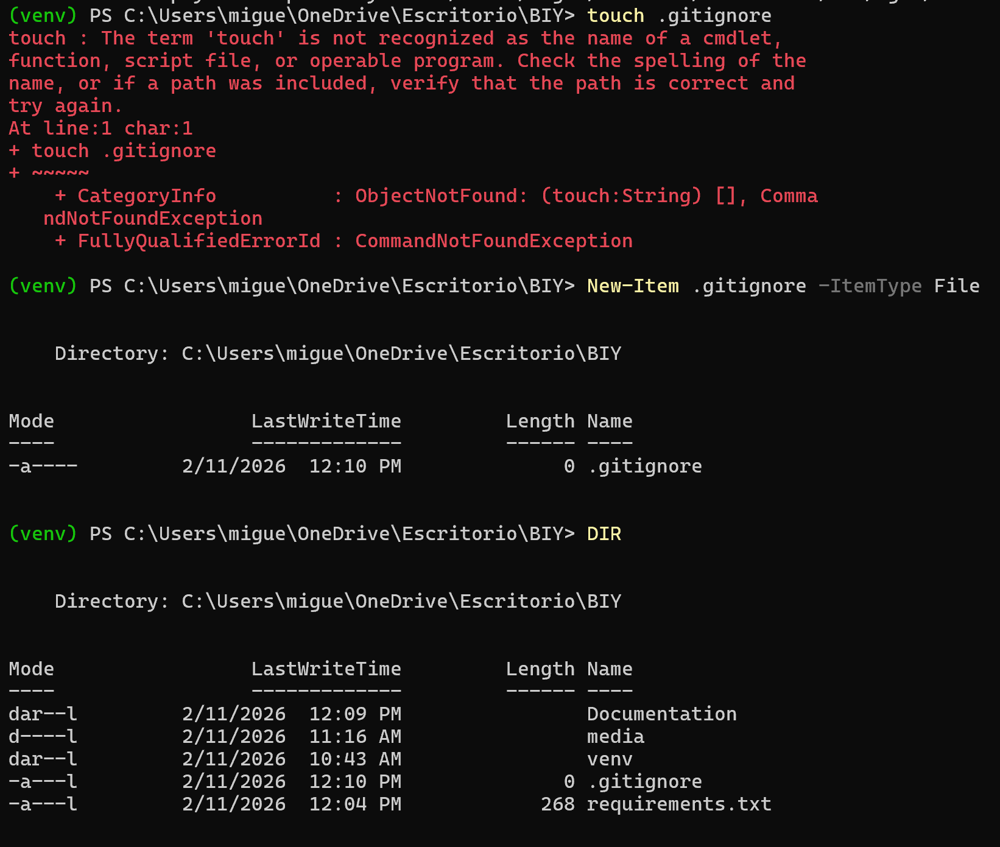 (venv) PS C:\Users\migue\OneDrive\Escritorio\BIY> touch .gitignore
touch : The term 'touch' is not recognized as the name of a cmdlet,
function, script file, or operable program. Check the spelling of the
name, or if a path was included, verify that the path is correct and
try again.
At line:1 char:1
+ touch .gitignore
+ ~~~~~
    + CategoryInfo          : ObjectNotFound: (touch:String) [], Comma
   ndNotFoundException
    + FullyQualifiedErrorId : CommandNotFoundException

(venv) PS C:\Users\migue\OneDrive\Escritorio\BIY> New-Item .gitignore -ItemType File

    Directory: C:\Users\migue\OneDrive\Escritorio\BIY

Mode                 LastWriteTime         Length Name
----                 -------------         ------ ----
-a----         2/11/2026  12:10 PM              0 .gitignore

(venv) PS C:\Users\migue\OneDrive\Escritorio\BIY> DIR

    Directory: C:\Users\migue\OneDrive\Escritorio\BIY

Mode                 LastWriteTime         Length Name
----                 -------------         ------ ----
dar--l         2/11/2026  12:09 PM                Documentation
d----l         2/11/2026  11:16 AM                media
dar--l         2/11/2026  10:43 AM                venv
-a---l         2/11/2026  12:10 PM              0 .gitignore
-a---l         2/11/2026  12:04 PM            268 requirements.txt